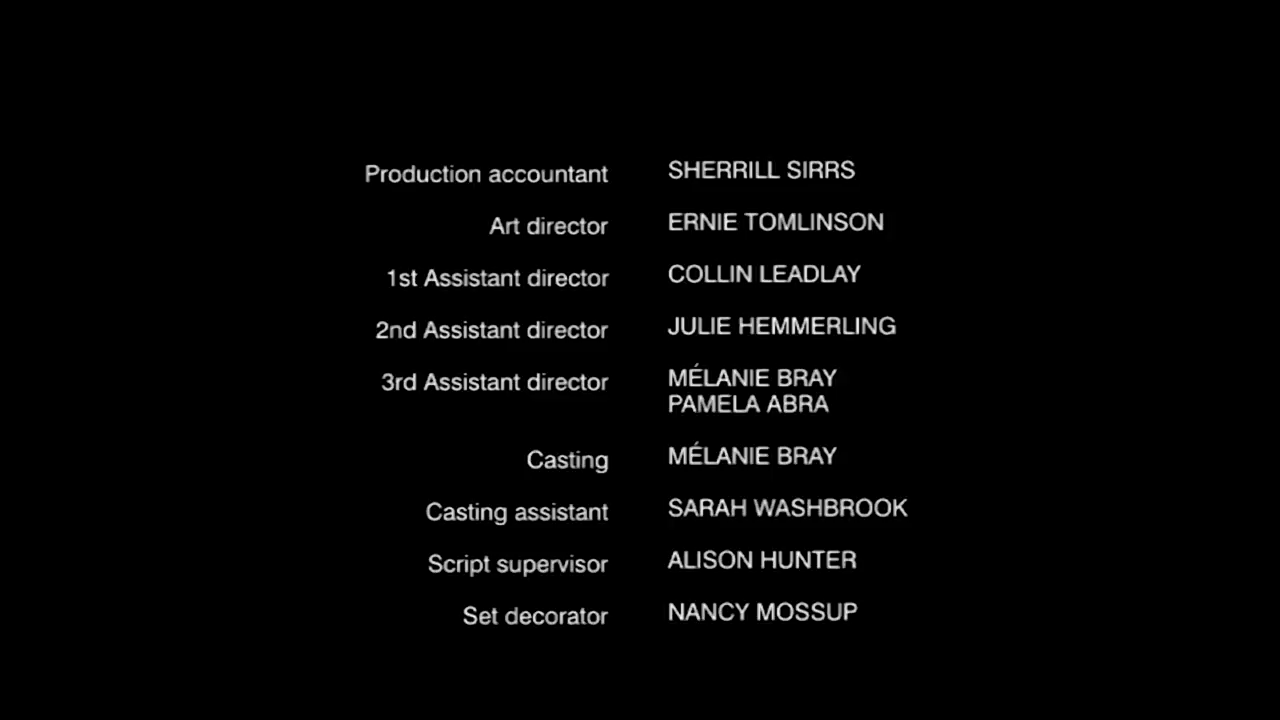 Production accountant SHERRILL SIRRS
Art director ERNIE TOMLINSON
1st Assistant director COLLIN LEADLAY
2nd Assistant director JULIE HEMMERLING
3rd Assistant director MÉLANIE BRAY
PAMELA ABRA
Casting MÉLANIE BRAY
Casting assistant SARAH WASHBROOK
Script supervisor ALISON HUNTER
Set decorator NANCY MOSSUP